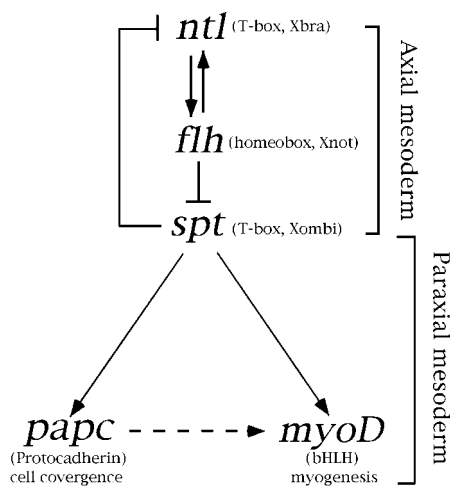 ntl (T-box, Xbra)
flh (homeobox, Xnot)
spt (T-box, Xombi)
Axial mesoderm
Paraxial mesoderm
papc
(Protocadherin)
cell covergence
myoD
(bHLH)
myogenesis